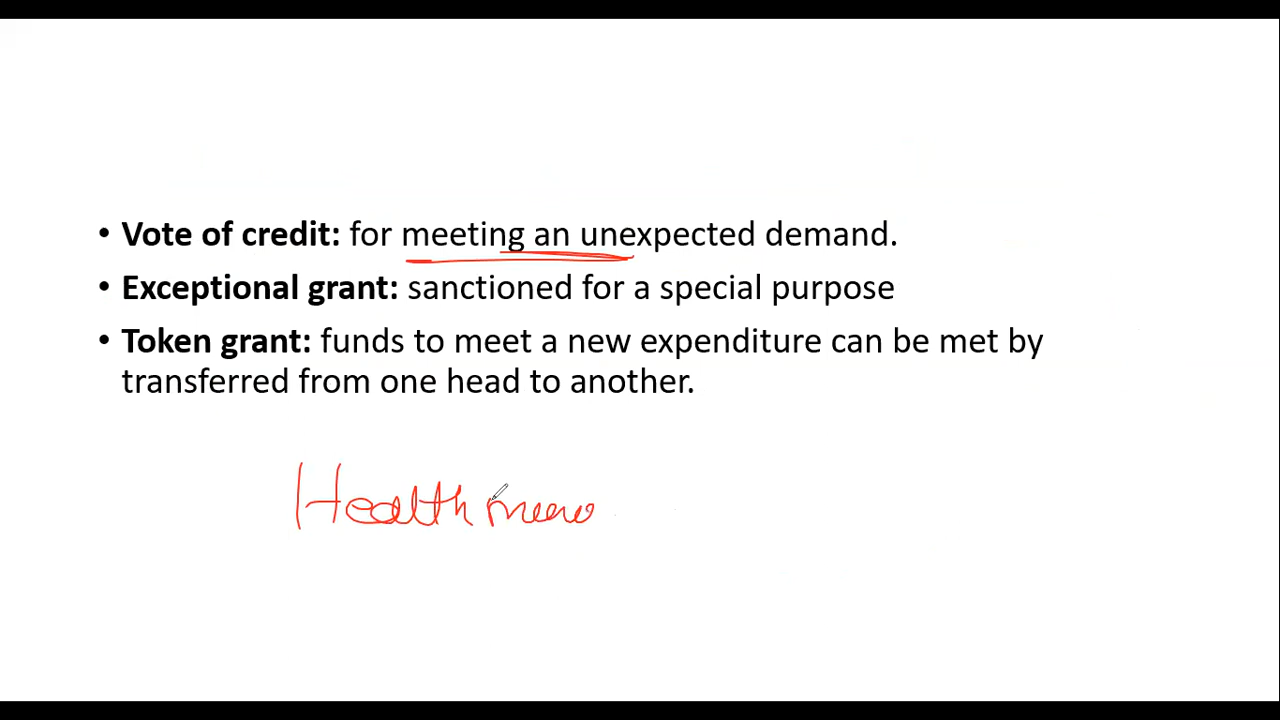 • Vote of credit: for meeting an unexpected demand.
• Exceptional grant: sanctioned for a special purpose
• Token grant: funds to meet a new expenditure can be met by
transferred from one head to another.
Health